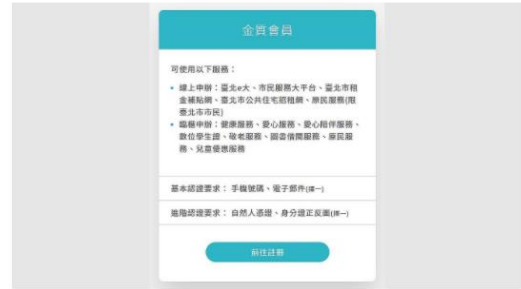 金質會員
可使用以下服務：
• 線上申辦：臺北e大、市民服務大平台、臺北市租
金補貼網、臺北市公共住宅招租網、原民服務(限
臺北市市民)
• 臨櫃申辦：健康服務、愛心服務、愛心陪伴服務、
數位學生證、敬老服務、圖書借閱服務、原民服
務、兒童優惠服務
基本認證要求： 手機號碼、電子郵件(擇一)
進階認證要求： 自然人憑證、身分證正反面(擇一)
前往註冊